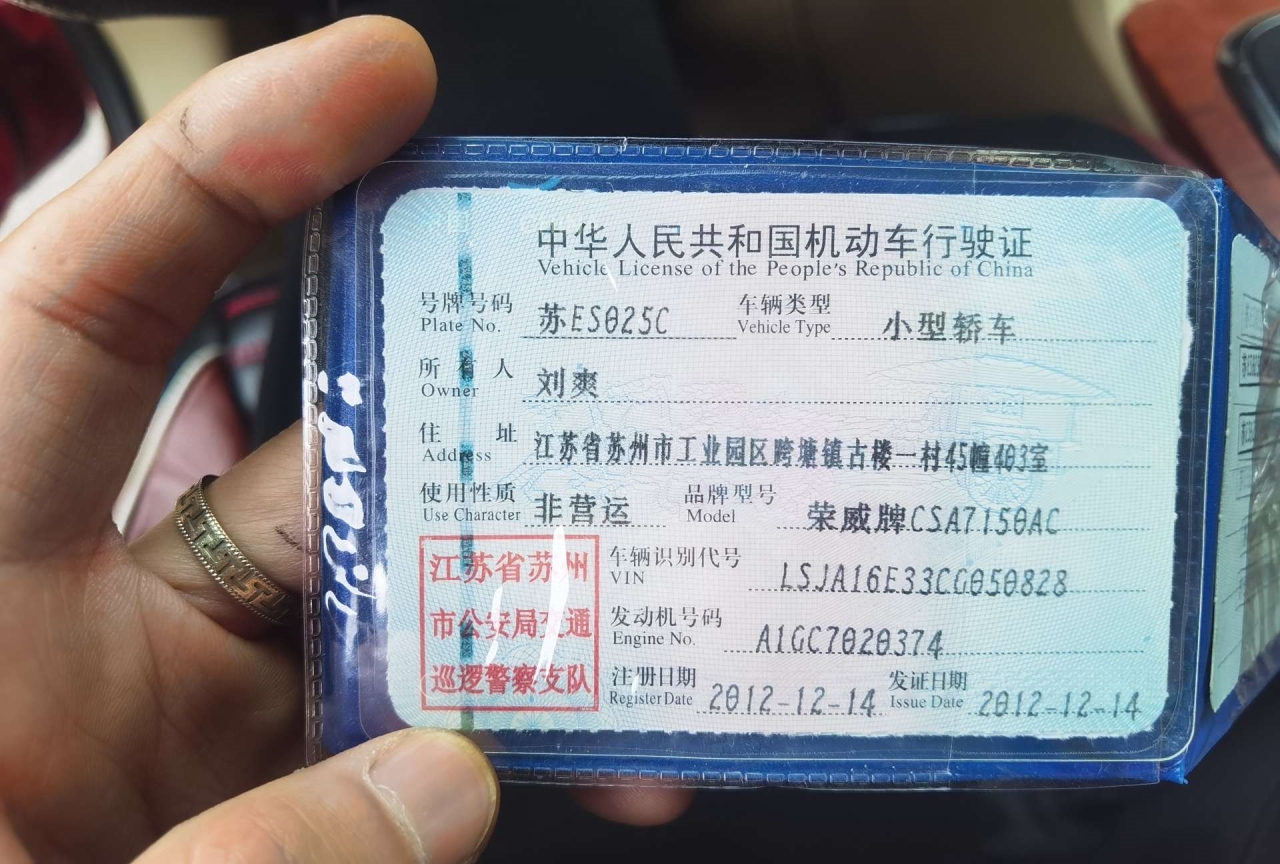 中华人民共和国机动车行驶证
Vehicle License of the People's Republic of China
号牌号码 苏ES025C 车辆类型 小型轿车
Plate No. Vehicle Type
所有人 刘爽
Owner
住址 江苏省苏州市工业园区跨塘镇古楼一村45幢403室
Address
使用性质 非营运 品牌型号 荣威牌CSA7150AC
Use Character Model
江苏省苏州
市公安局交通
巡逻警察支队
车辆识别代号 LSJA16E33CG050828
VIN
发动机号码 A1GC7020374
Engine No.
注册日期 2012-12-14 发证日期 2012-12-14
Register Date Issue Date